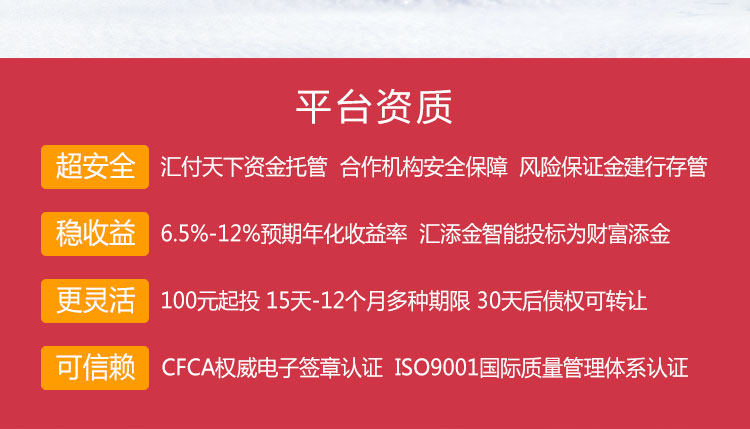 平台资质
超安全 汇付天下资金托管 合作机构安全保障 风险保证金建行存管
稳收益 6.5%-12%预期年化收益率 汇添金智能投标为财富添金
更灵活 100元起投 15天-12个月多种期限 30天后债权可转让
可信赖 CFCA权威电子签章认证 ISO9001国际质量管理体系认证